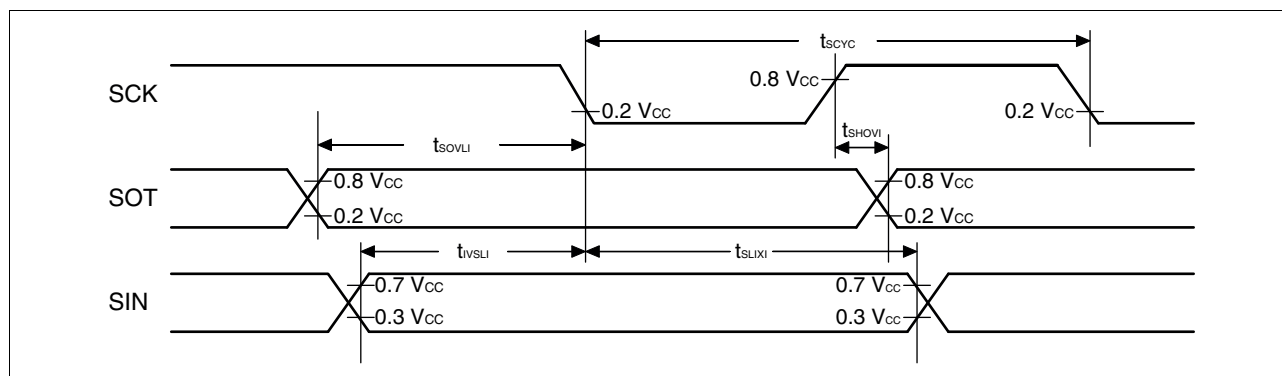 tSCYC
SCK
0.8 VCC
0.2 VCC
0.2 VCC
tSHOVI
tSOVLI
SOT
0.8 VCC
0.8 VCC
0.2 VCC
0.2 VCC
tIVSLI
tSLIXI
SIN
0.7 VCC
0.7 VCC
0.3 VCC
0.3 VCC